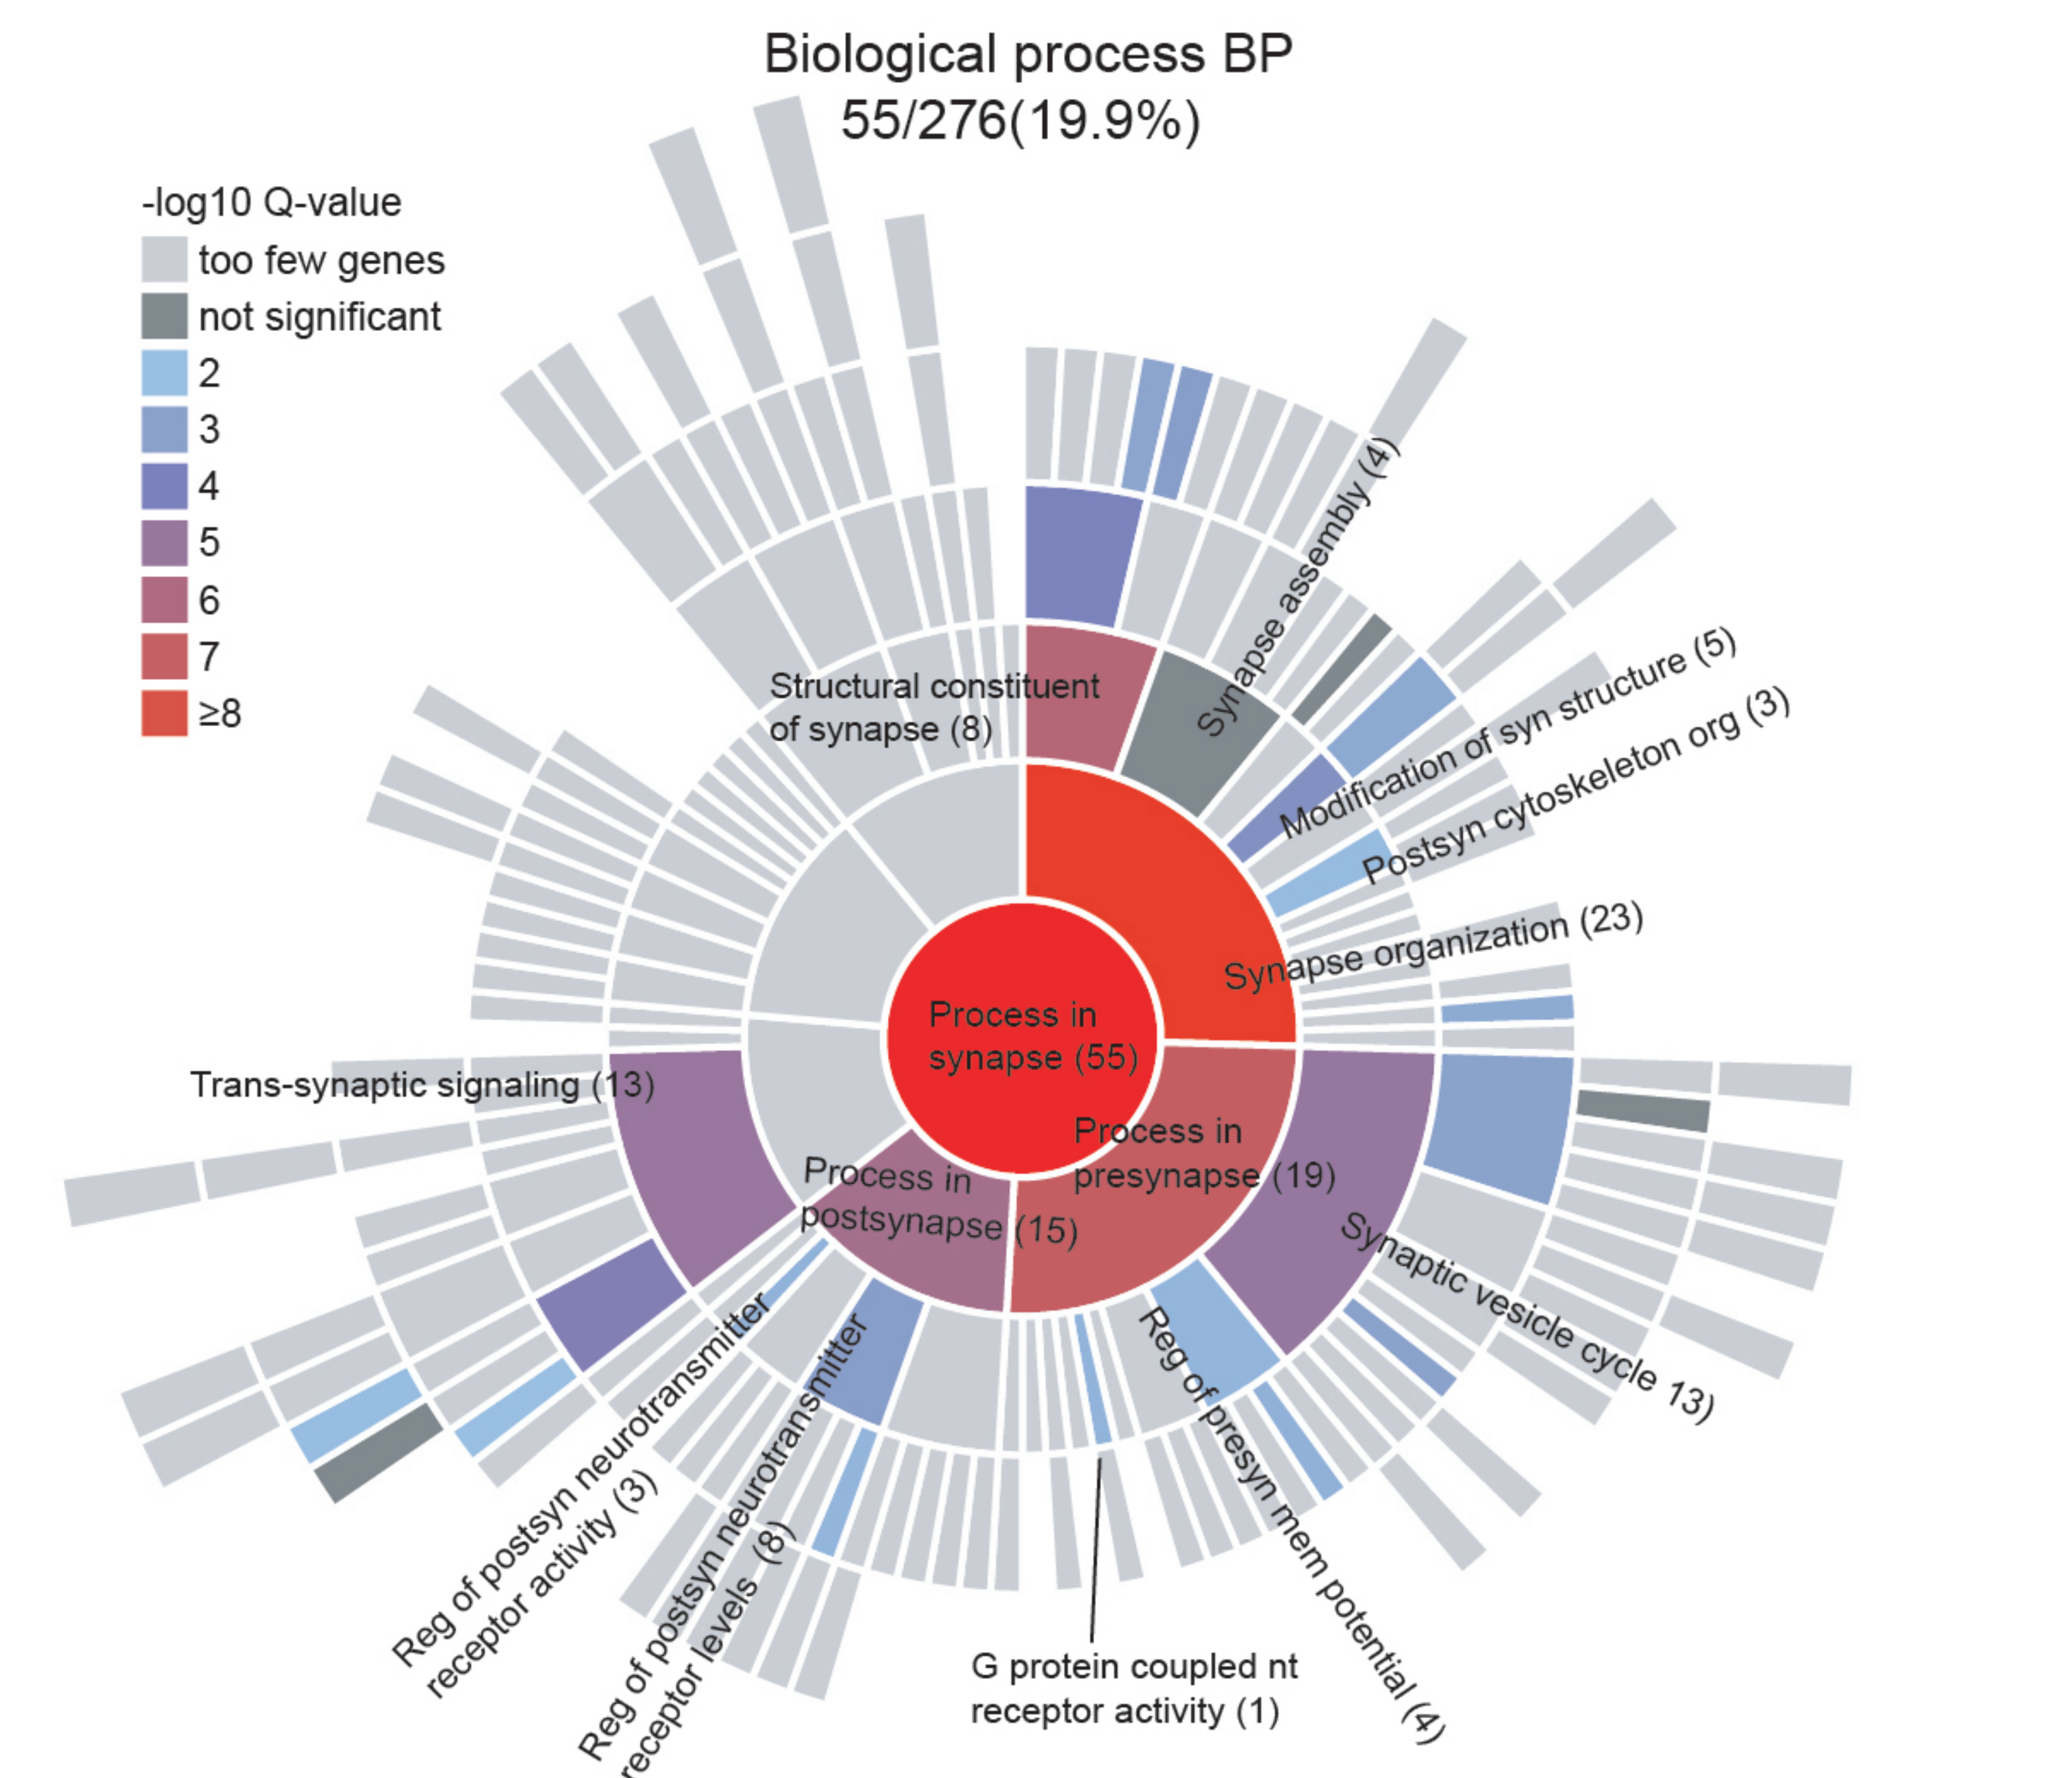 Biological process BP
55/276(19.9%)
-log10 Q-value
too few genes
not significant
2
3
4
5
6
7
≥8
Structural constituent
of synapse (8)
Synapse assembly (4)
Modification of syn structure (5)
Postsyn cytoskeleton org (3)
Synapse organization (23)
Process in
synapse (55)
Process in
presynapse (19)
Process in
postsynapse (15)
Trans-synaptic signaling (13)
Synaptic vesicle cycle 13)
Reg of presyn mem potential (4)
G protein coupled nt
receptor activity (1)
Reg of postsyn neurotransmitter
receptor levels (8)
Reg of postsyn neurotransmitter
receptor activity (3)